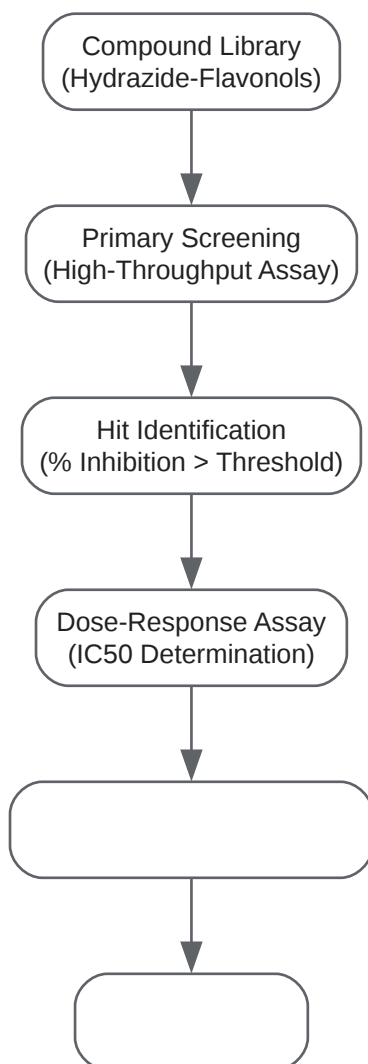 Compound Library
(Hydrazide-Flavonols)
Primary Screening
(High-Throughput Assay)
Hit Identification
(% Inhibition > Threshold)
Dose-Response Assay
(IC50 Determination)